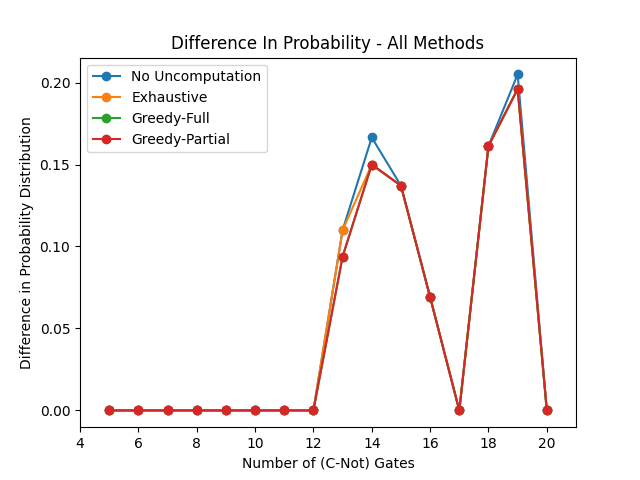 Difference In Probability - All Methods
No Uncomputation
Exhaustive
Greedy-Full
Greedy-Partial
Difference in Probability Distribution
0.20
0.15
0.10
0.05
0.00
4 6 8 10 12 14 16 18 20
Number of (C-Not) Gates